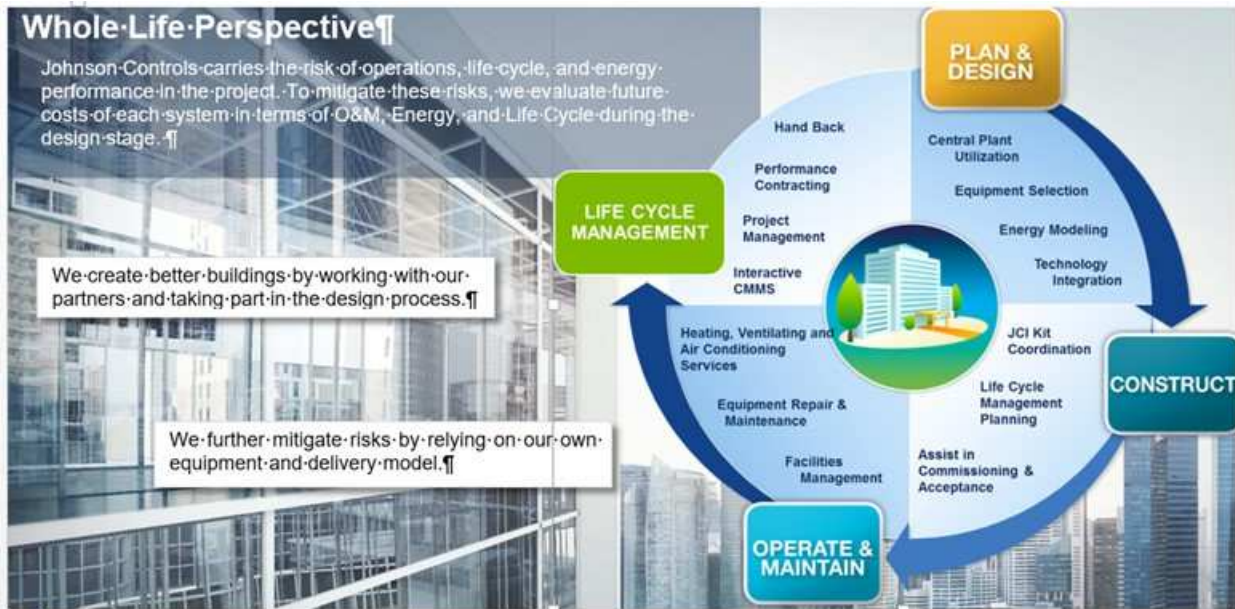 Whole·Life·Perspective¶
Johnson·Controls·carries·the·risk·of·operations,·life·cycle,·and·energy·
performance·in·the·project.·To·mitigate·these·risks,·we·evaluate·future·
costs·of·each·system·in·terms·of·O&M,·Energy,·and·Life·Cycle·during·the·
design·stage.·¶
We·create·better·buildings·by·working·with·our·
partners·and·taking·part·in·the·design·process.¶
We·further·mitigate·risks·by·relying·on·our·own·
equipment·and·delivery·model.¶
PLAN &
DESIGN
Central Plant
Utilization
Equipment Selection
Energy Modeling
Technology
Integration
CONSTRUCT
JCI Kit
Coordination
Life Cycle
Management
Planning
Assist in
Commissioning &
Acceptance
OPERATE &
MAINTAIN
Heating, Ventilating and
Air Conditioning
Services
Equipment Repair &
Maintenance
Facilities
Management
LIFE CYCLE
MANAGEMENT
Hand Back
Performance
Contracting
Project
Management
Interactive
CMMS